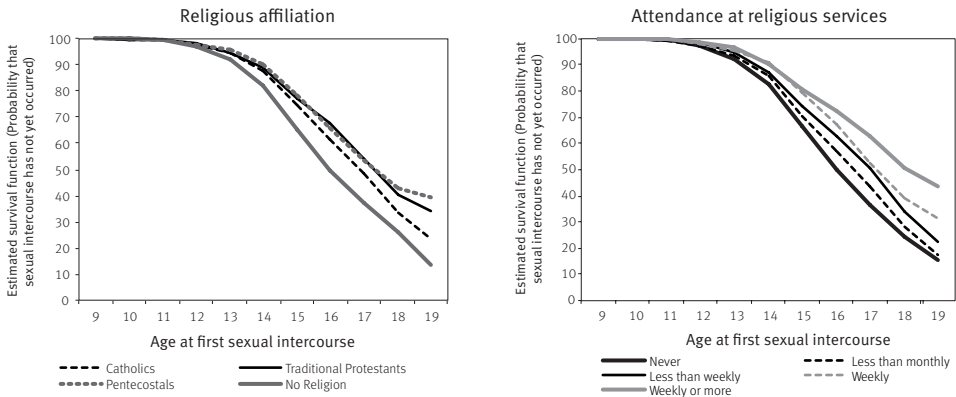 Religious affiliation
Estimated survival function (Probability that
sexual intercourse has not yet occurred)
100
90
80
70
60
50
40
30
20
10
0
9 10 11 12 13 14 15 16 17 18 19
Age at first sexual intercourse
Catholics Traditional Protestants
Pentecostals No Religion
Attendance at religious services
Estimated survival function (Probability that
sexual intercourse has not yet occurred)
100
90
80
70
60
50
40
30
20
10
0
9 10 11 12 13 14 15 16 17 18 19
Age at first sexual intercourse
Never Less than monthly
Less than weekly Weekly
Weekly or more